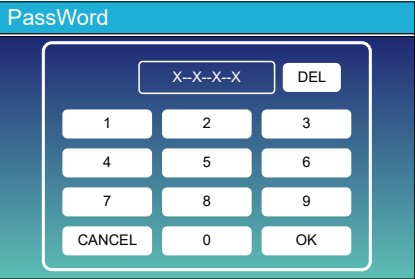 PassWord
X--X--X--X DEL
1 2 3
4 5 6
7 8 9
CANCEL 0 OK